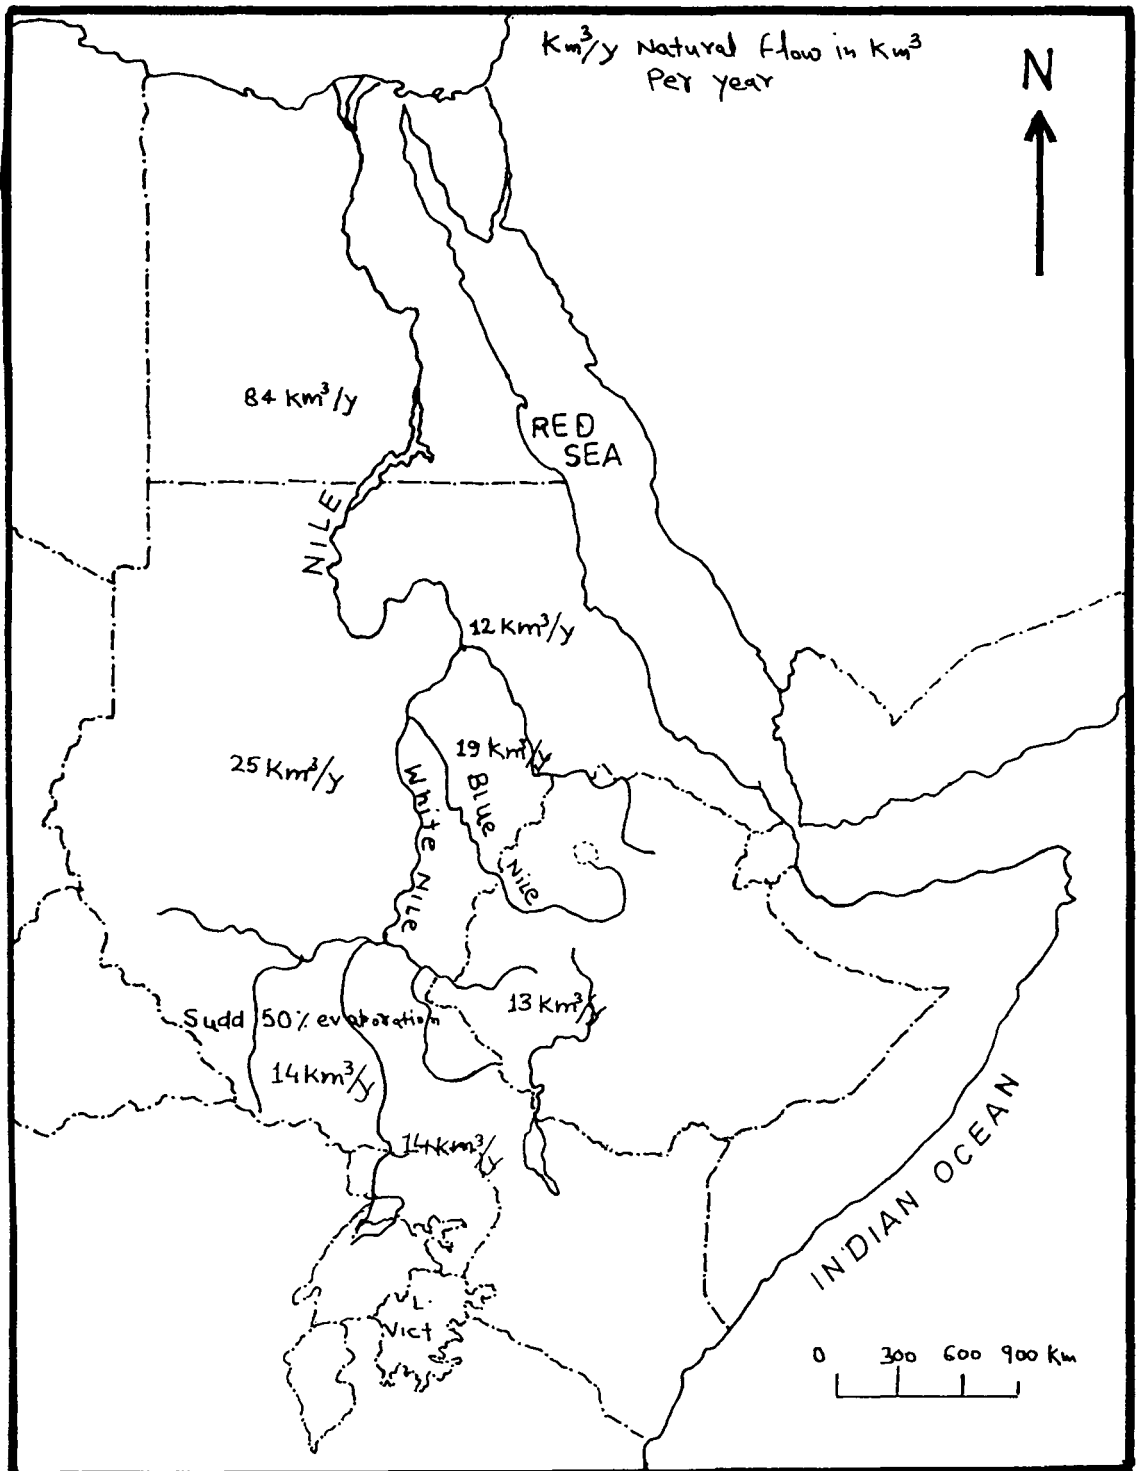 Km³/y Natural Flow in Km³
Per year
N
84 Km³/y
RED
SEA
NILE
12 Km³/y
19 Km³/y
25 Km³/y
White NILE
BLUE NILE
13 Km³/y
Sudd 50% evaporation
14 Km³/y
14 Km³/y
INDIAN OCEAN
L.
Vict
0 300 600 900 Km